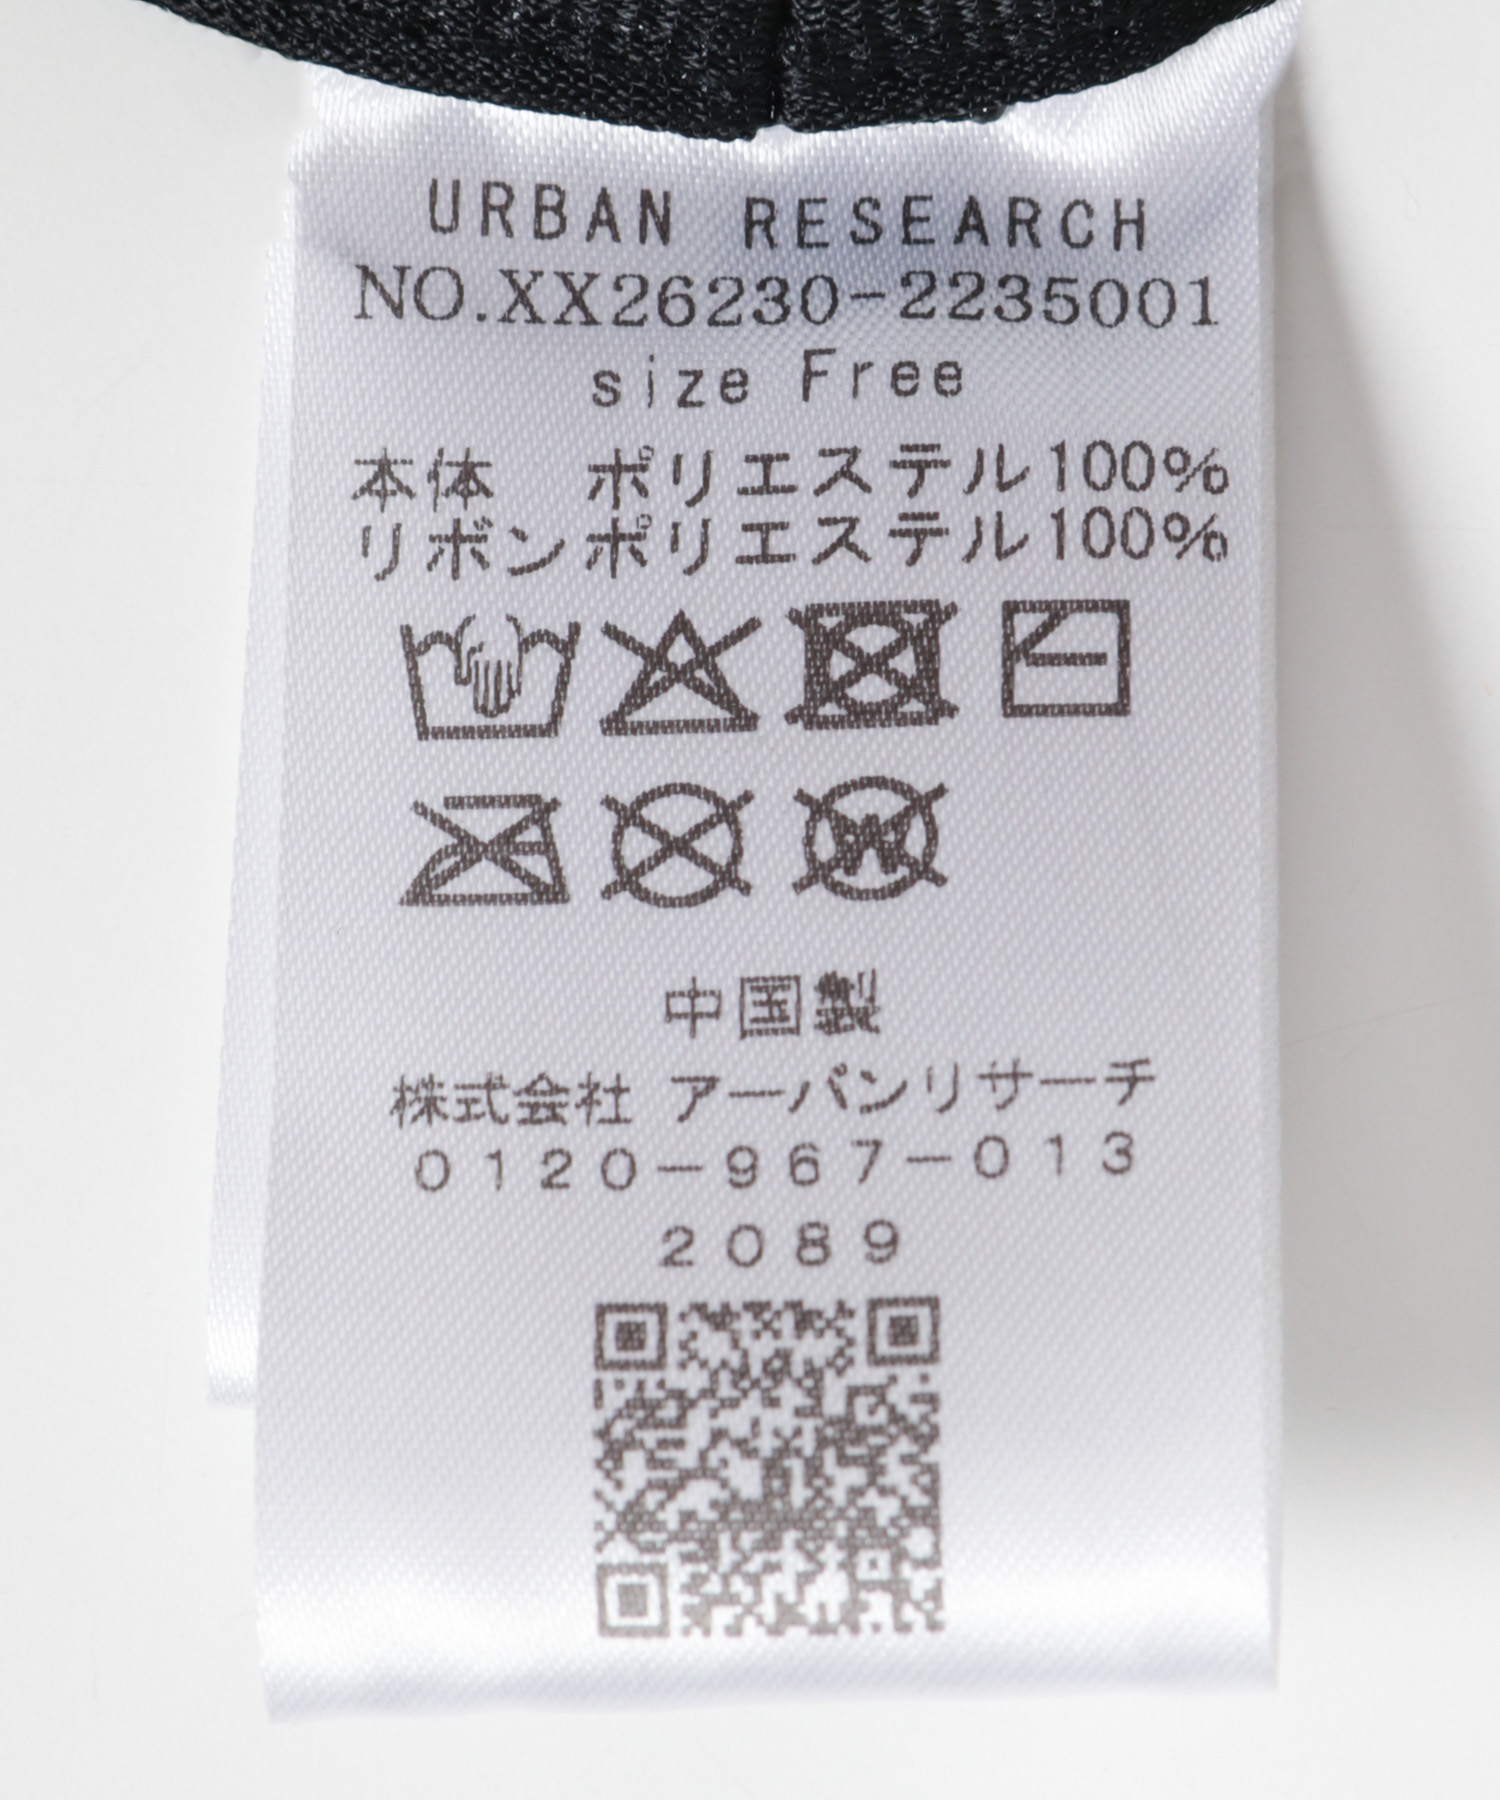 URBAN RESEARCH
NO.XX26230-2235001
size Free
本体　ポリエステル100%
リボンポリエステル100%
中国製
株式会社 アーバンリサーチ
0120-967-013
2089